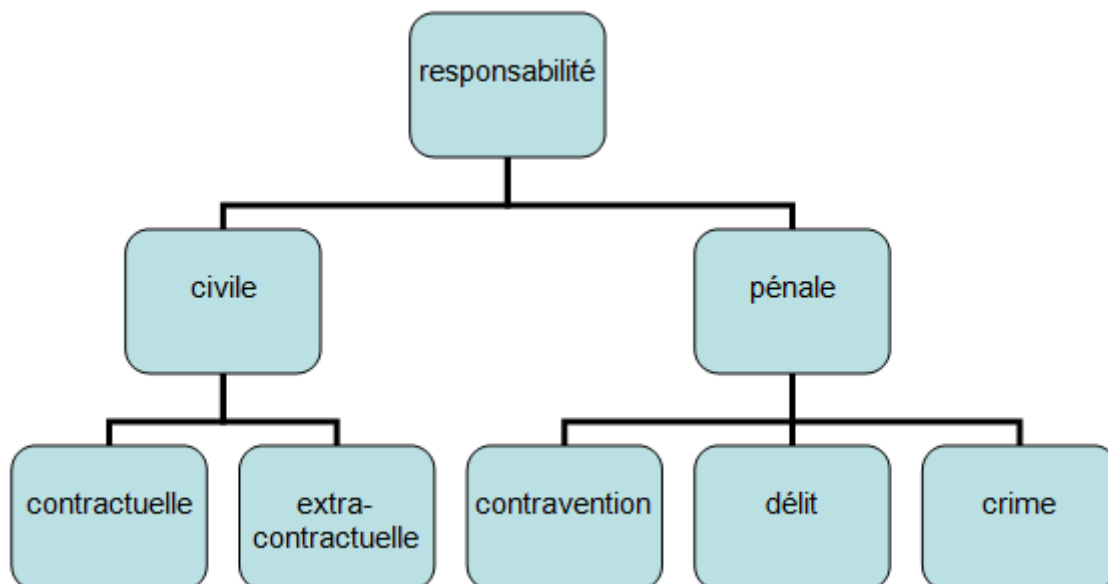 responsabilité
civile
pénale
contractuelle
extra-
contractuelle
contravention
délit
crime